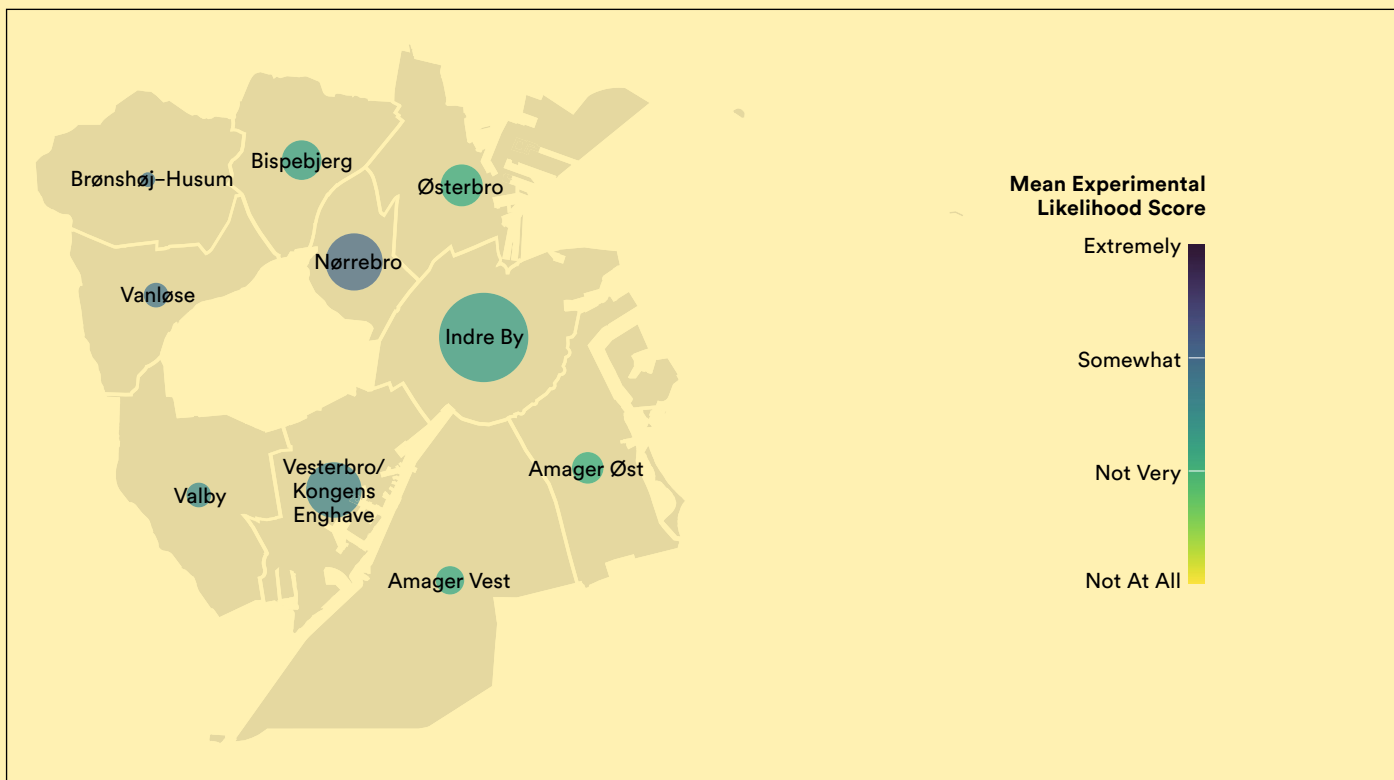 Bispebjerg
Brønshøj–Husum
Østerbro
Nørrebro
Vanløse
Indre By
Vesterbro/
Kongens
Enghave
Valby
Amager Øst
Amager Vest
Mean Experimental
Likelihood Score
Extremely
Somewhat
Not Very
Not At All